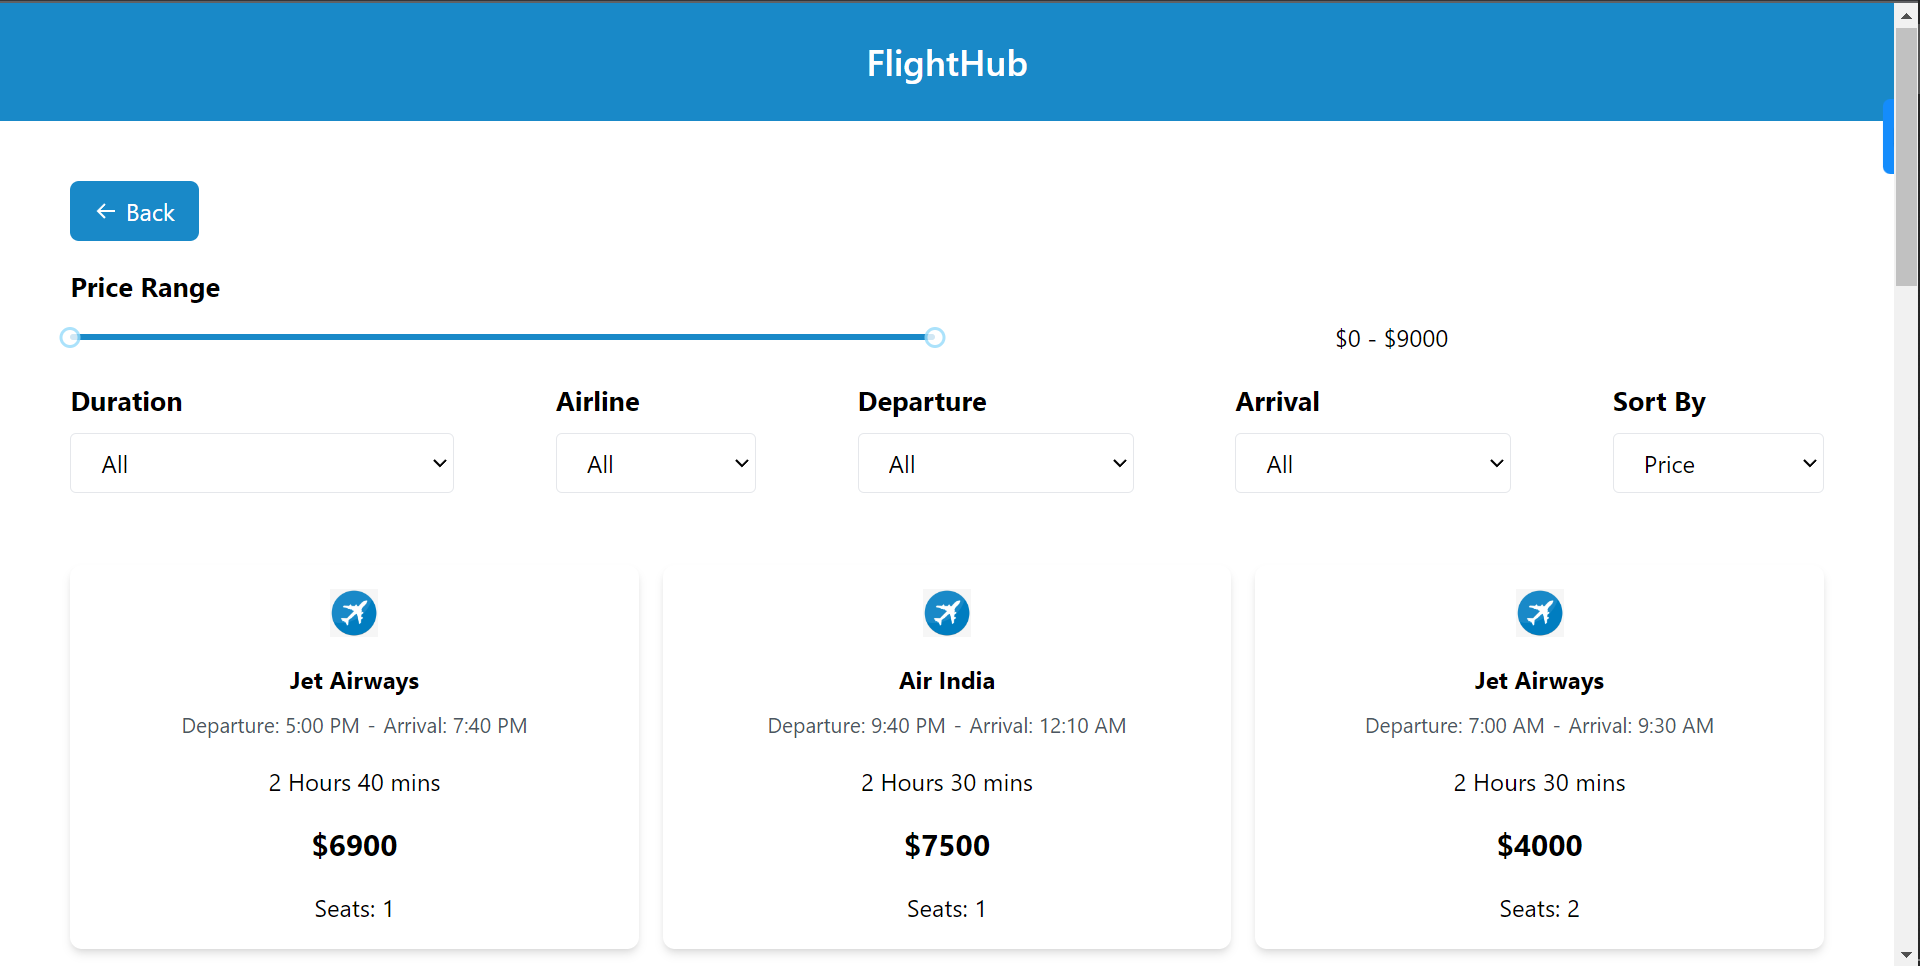 FlightHub
← Back
Price Range
$0 - $9000
Duration Airline Departure Arrival Sort By
All All All All Price
Jet Airways
Departure: 5:00 PM - Arrival: 7:40 PM
2 Hours 40 mins
$6900
Seats: 1
Air India
Departure: 9:40 PM - Arrival: 12:10 AM
2 Hours 30 mins
$7500
Seats: 1
Jet Airways
Departure: 7:00 AM - Arrival: 9:30 AM
2 Hours 30 mins
$4000
Seats: 2